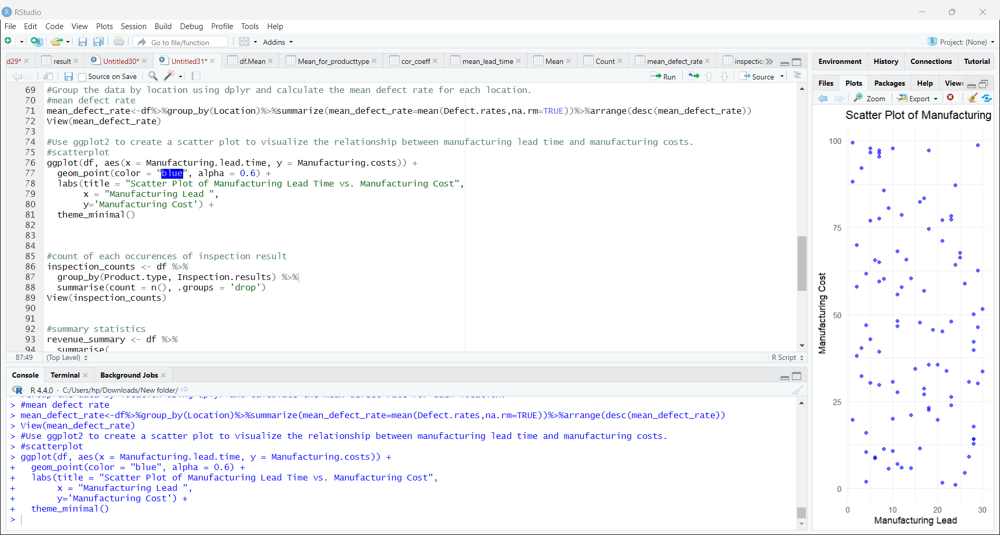 RStudio
File Edit Code View Plots Session Build Debug Profile Tools Help
Go to file/function Addins Project: (None)
d29* result Untitled30* Untitled31* df.Mean Mean_for_producttype cor_coeff mean_lead_time Mean Count mean_defect_rate inspectio
Source on Save Run Source
69 #Group the data by location using dplyr and calculate the mean defect rate for each location.
70 #mean defect rate
71 mean_defect_rate<-df%>%group_by(Location)%>%summarize(mean_defect_rate=mean(Defect.rates,na.rm=TRUE))%>%arrange(desc(mean_defect_rate))
72 View(mean_defect_rate)
73
74 #Use ggplot2 to create a scatter plot to visualize the relationship between manufacturing lead time and manufacturing costs.
75 #scatterplot
76 ggplot(df, aes(x = Manufacturing.lead.time, y = Manufacturing.costs)) +
77   geom_point(color = "blue", alpha = 0.6) +
78   labs(title = "Scatter Plot of Manufacturing Lead Time vs. Manufacturing Cost",
79        x = "Manufacturing Lead ",
80        y='Manufacturing Cost') +
81   theme_minimal()
82
83
84
85 #count of each occurences of inspection result
86 inspection_counts <- df %>%
87   group_by(Product.type, Inspection.results) %>%
88   summarise(count = n(), .groups = 'drop')
89 View(inspection_counts)
90
91
92 #summary statistics
93 revenue_summary <- df %>%
94   summarise(
87:49 (Top Level) R Script
Console Terminal Background Jobs
R 4.4.0 · C:/Users/hp/Downloads/New folder/
> #mean defect rate
> mean_defect_rate<-df%>%group_by(Location)%>%summarize(mean_defect_rate=mean(Defect.rates,na.rm=TRUE))%>%arrange(desc(mean_defect_rate))
> View(mean_defect_rate)
> #Use ggplot2 to create a scatter plot to visualize the relationship between manufacturing lead time and manufacturing costs.
> #scatterplot
> ggplot(df, aes(x = Manufacturing.lead.time, y = Manufacturing.costs)) +
+   geom_point(color = "blue", alpha = 0.6) +
+   labs(title = "Scatter Plot of Manufacturing Lead Time vs. Manufacturing Cost",
+        x = "Manufacturing Lead ",
+        y='Manufacturing Cost') +
+   theme_minimal()
>
Environment History Connections Tutorial
Files Plots Packages Help Viewe
Zoom Export
Scatter Plot of Manufacturing
100
75
50
25
0
Manufacturing Cost
0 10 20 30
Manufacturing Lead